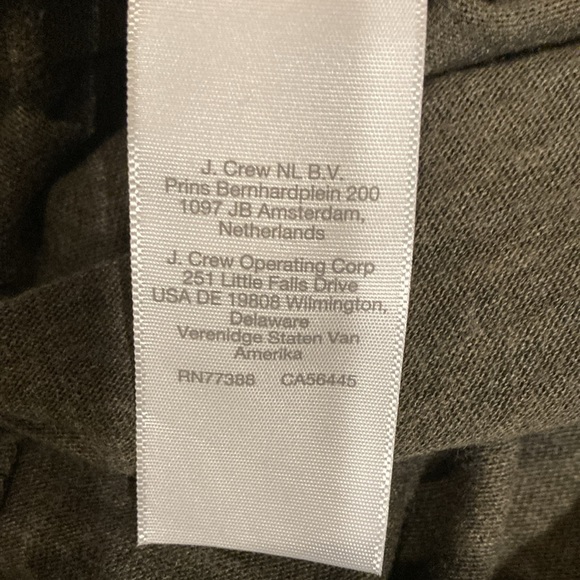 J. Crew NL B.V.
Prins Bernhardplein 200
1097 JB Amsterdam,
Netherlands
J. Crew Operating Corp
251 Little Falls Drive
USA DE 19808 Wilmington,
Delaware
Verenidge Staten Van
Amerika
RN77388 CA56445